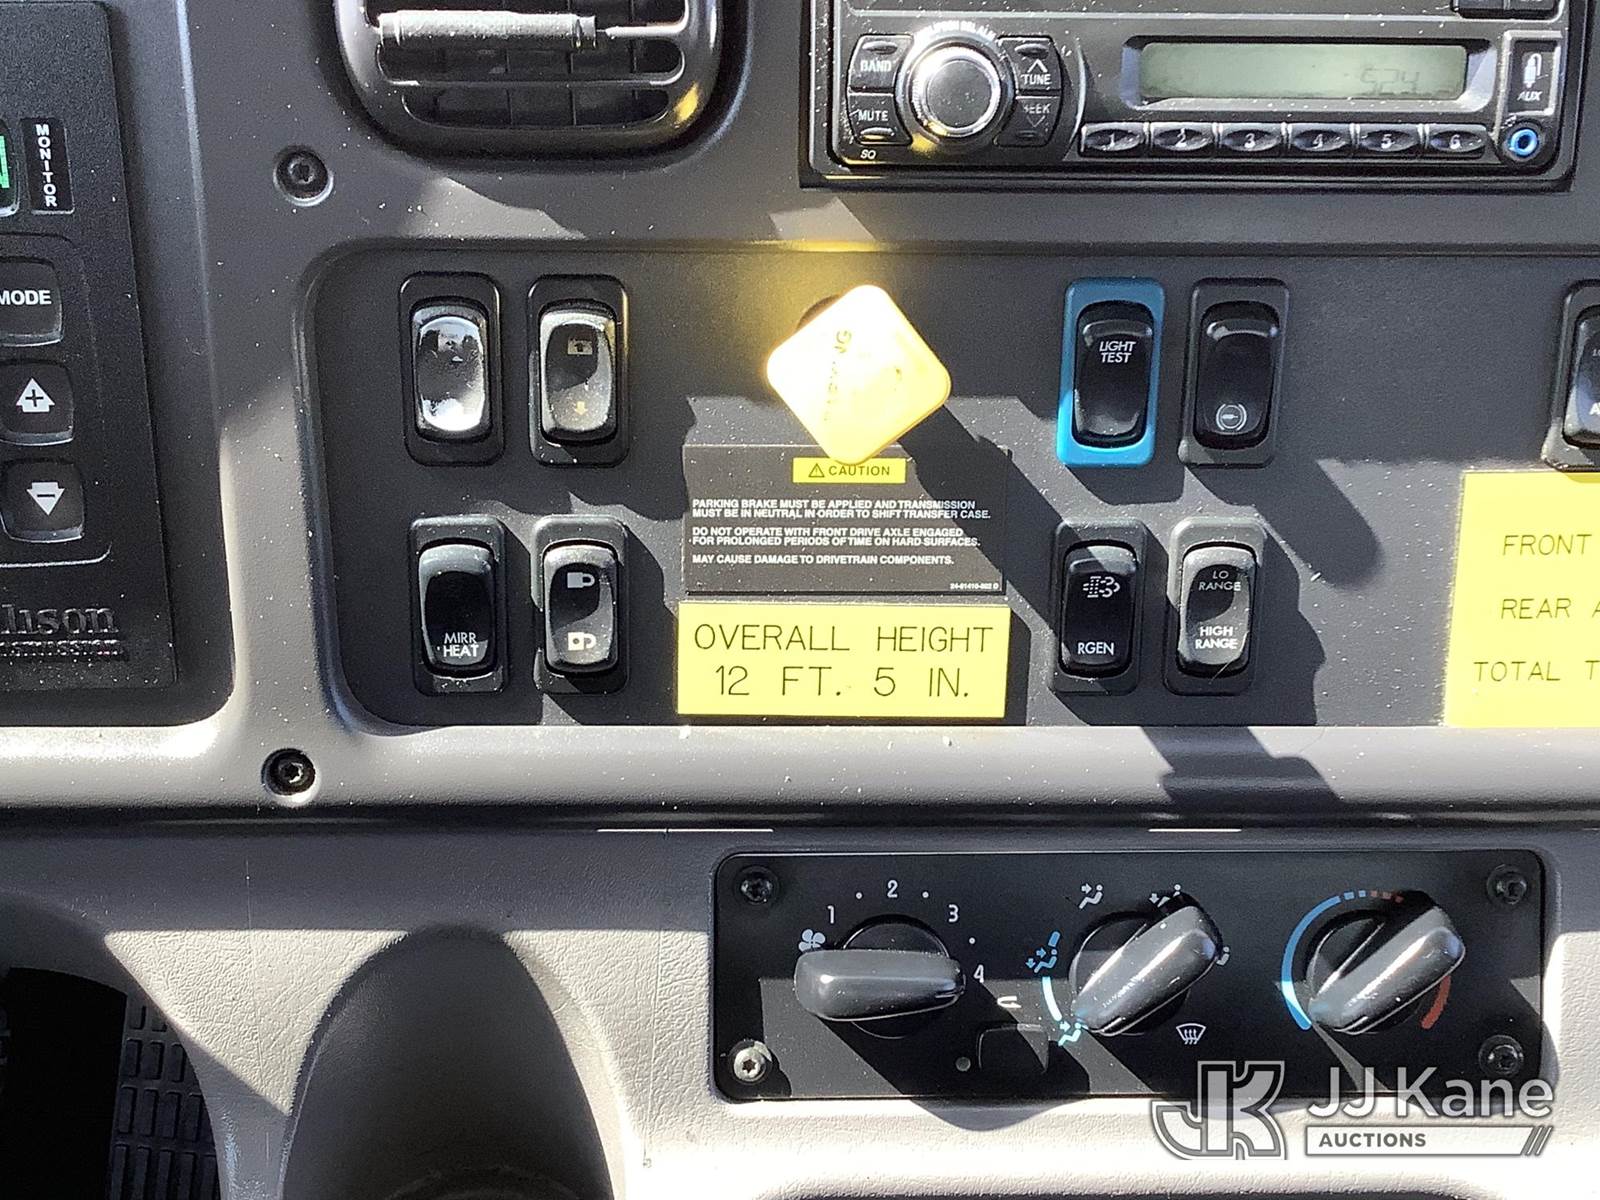 BAND
TUNE
MUTE
SQ
5:24
AUX
1 2 3 4 5 6
MONITOR
MODE
LIGHT
TEST
CAUTION
PARKING BRAKE MUST BE APPLIED AND TRANSMISSION
MUST BE IN NEUTRAL IN ORDER TO SHIFT TRANSFER CASE.
DO NOT OPERATE WITH FRONT DRIVE AXLE ENGAGED
FOR PROLONGED PERIODS OF TIME ON HARD SURFACES.
MAY CAUSE DAMAGE TO DRIVETRAIN COMPONENTS.
MIRR
HEAT
OVERALL HEIGHT
12 FT. 5 IN.
RGEN
LO
RANGE
HIGH
RANGE
FRONT
REAR A
TOTAL T
1 2 3 4
JK
JJ Kane
AUCTIONS